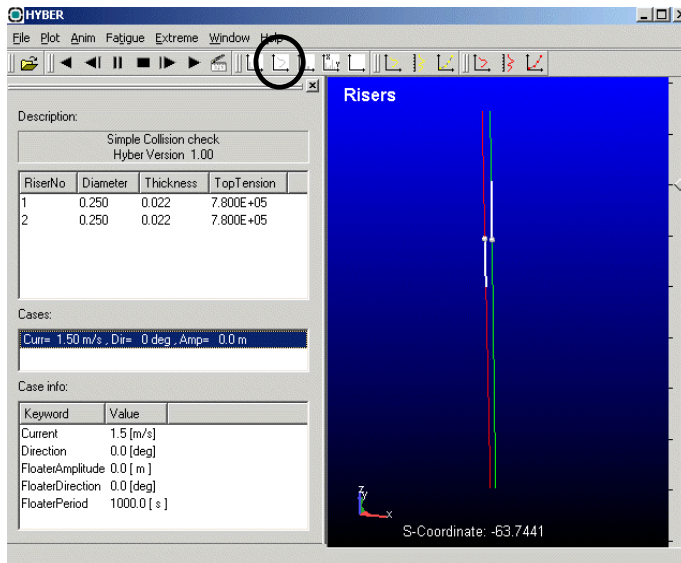 HYBER
File Plot Anim Fatigue Extreme Window Help
Description:
Simple Collision check
Hyber Version 1.00
RiserNo Diameter Thickness TopTension
1 0.250 0.022 7.800E+05
2 0.250 0.022 7.800E+05
Cases:
Curr= 1.50 m/s , Dir= 0 deg , Amp= 0.0 m
Case info:
Keyword Value
Current 1.5 [m/s]
Direction 0.0 [deg]
FloaterAmplitude 0.0 [ m ]
FloaterDirection 0.0 [deg]
FloaterPeriod 1000.0 [ s ]
Risers
Z
y
x
S-Coordinate: -63.7441